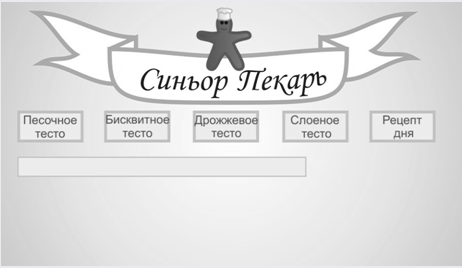 Синьор Пекарь
Песочное
тесто
Бисквитное
тесто
Дрожжевое
тесто
Слоеное
тесто
Рецепт
дня